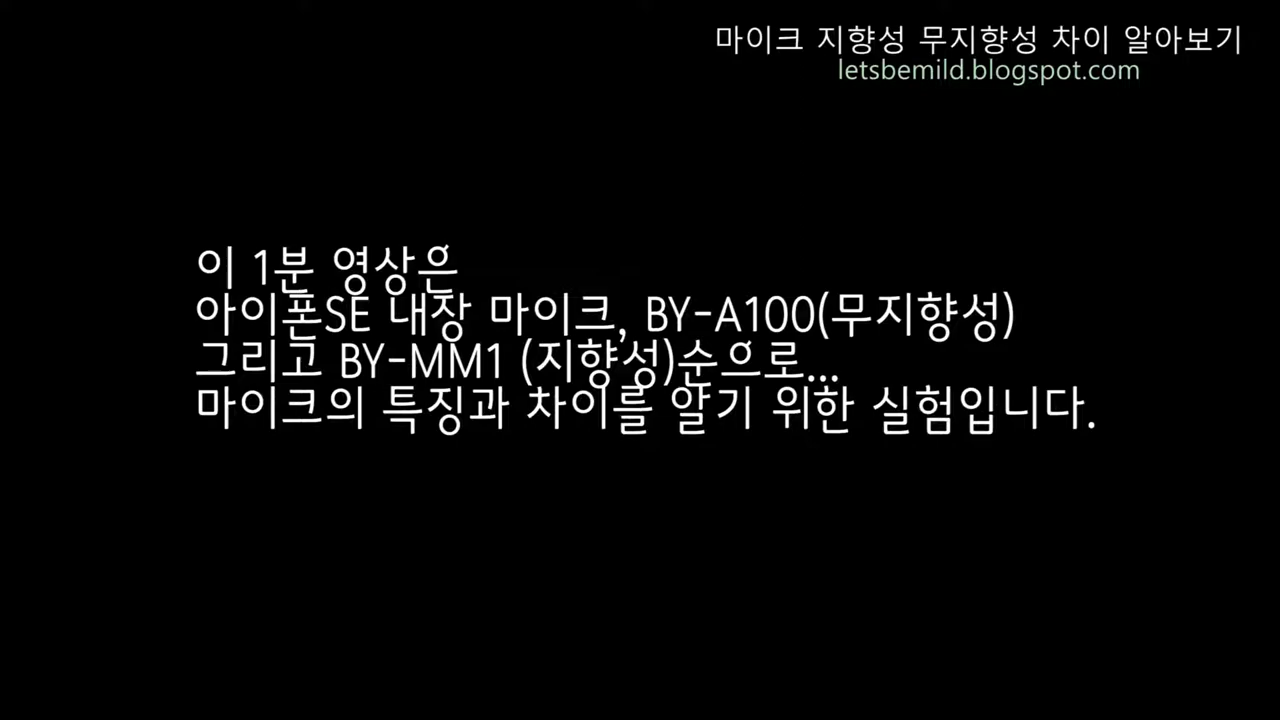 마이크 지향성 무지향성 차이 알아보기
letsbemild.blogspot.com
이 1분 영상은
아이폰SE 내장 마이크, BY-A100(무지향성)
그리고 BY-MM1 (지향성)순으로...
마이크의 특징과 차이를 알기 위한 실험입니다.